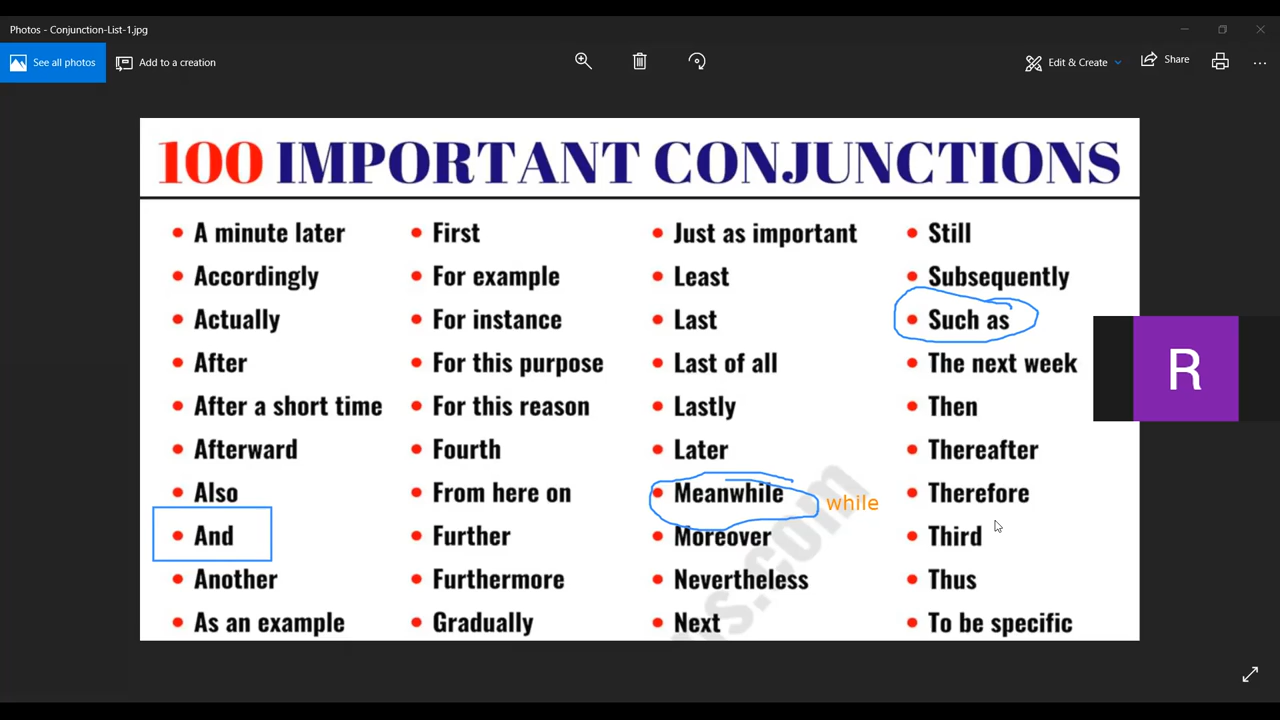 Photos - Conjunction-List-1.jpg
See all photos
Add to a creation
Edit & Create
Share
100 IMPORTANT CONJUNCTIONS
A minute later
Accordingly
Actually
After
After a short time
Afterward
Also
And
Another
As an example
First
For example
For instance
For this purpose
For this reason
Fourth
From here on
Further
Furthermore
Gradually
Just as important
Least
Last
Last of all
Lastly
Later
Meanwhile
while
Moreover
Nevertheless
Next
Still
Subsequently
Such as
The next week
Then
Thereafter
Therefore
Third
Thus
To be specific
R